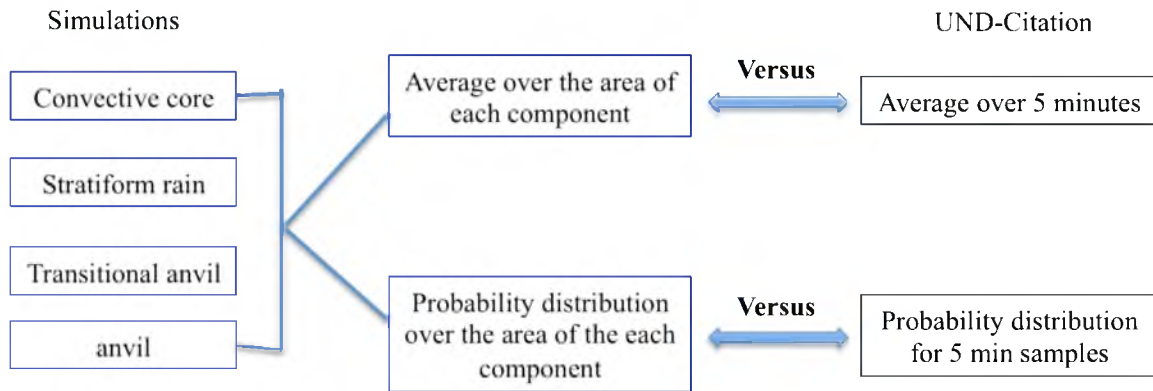 Simulations
UND-Citation
Convective core
Stratiform rain
Transitional anvil
anvil
Average over the area of
each component
Probability distribution
over the area of the each
component
Versus
Versus
Average over 5 minutes
Probability distribution
for 5 min samples